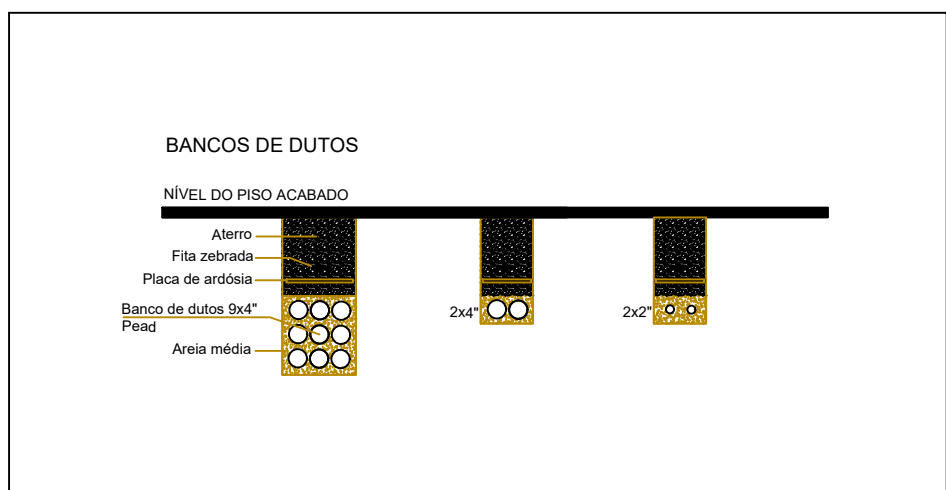 BANCOS DE DUTOS
NÍVEL DO PISO ACABADO
Aterro
Fita zebrada
Placa de ardósia
Banco de dutos 9x4"
Pead
Areia média
2x4"
2x2"